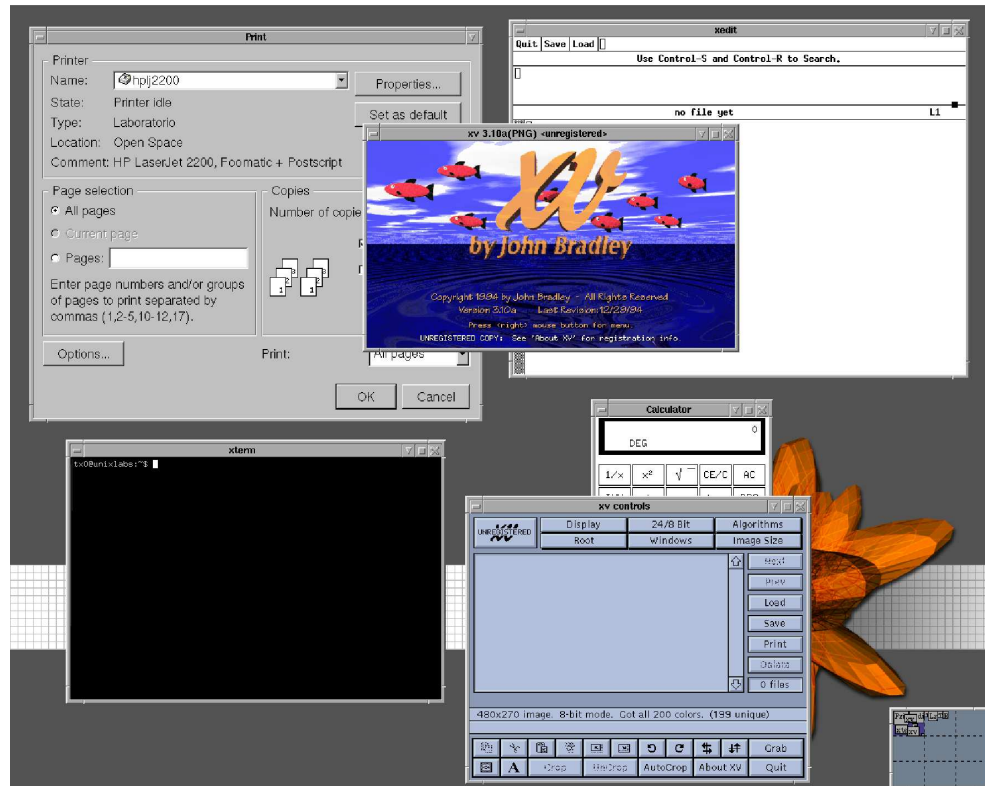 Print
Printer
Name: hplj2200 Properties...
State: Printer idle Set as default
Type: Laboratorio
Location: Open Space
Comment: HP LaserJet 2200, Foomatic + Postscript
Page selection
All pages
Current page
Pages:
Enter page numbers and/or groups
of pages to print separated by
commas (1,2-5,10-12,17).
Copies
Number of copie
Options...
Print: All pages
OK Cancel
xedit
Quit Save Load
Use Control-S and Control-R to Search.
no file yet L1
xv 3.10a(PNG) <unregistered>
xv
by John Bradley
Copyright 1994 by John Bradley - All Rights Reserved
Version 3.10a Last Revision: 12/29/94
Press <right> mouse button for menu.
UNREGISTERED COPY: See 'About XV' for registration info.
xterm
tx0@unixlabs:~$
Calculator
0
DEG
1/x x² √ CE/C AC
xv controls
UNREGISTERED
xv
Display 24/8 Bit Algorithms
Root Windows Image Size
Next
Prev
Load
Save
Print
Delete
0 files
480x270 image. 8-bit mode. Got all 200 colors. (199 unique)
Grab
A Crop UnCrop AutoCrop About XV Quit